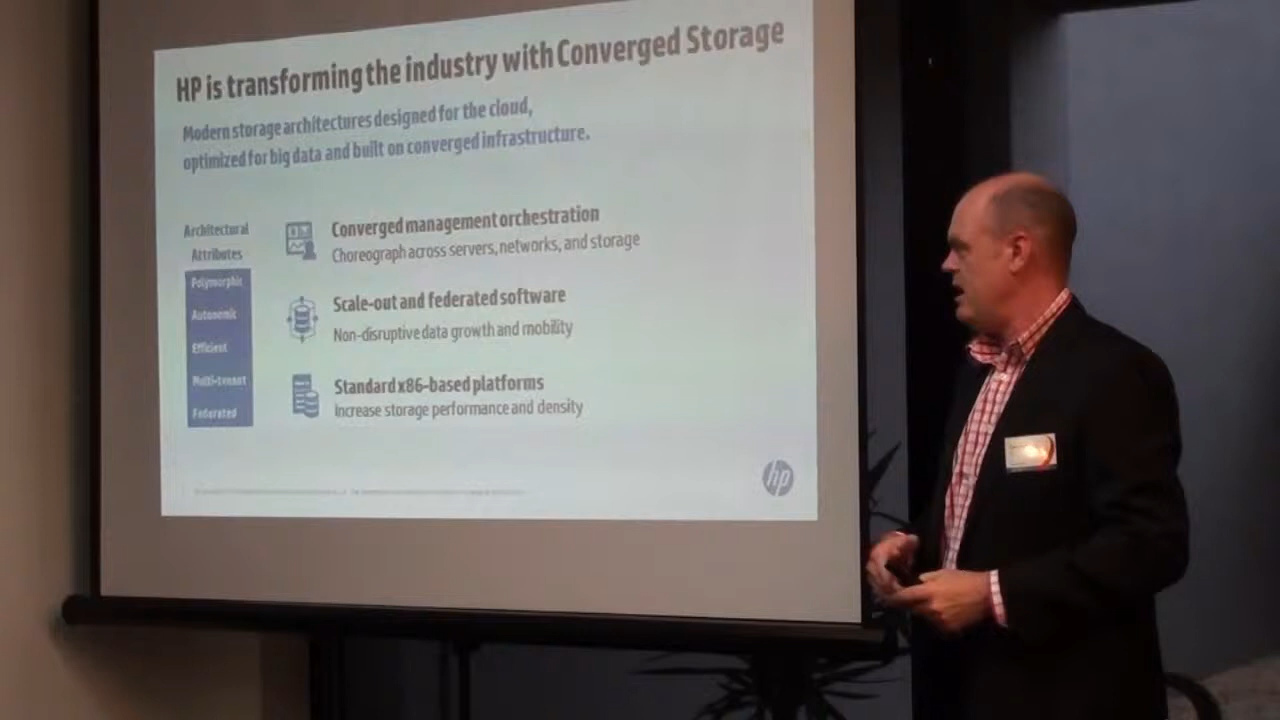 HP is transforming the industry with Converged Storage
Modern storage architectures designed for the cloud,
optimized for big data and built on converged infrastructure.
Architectural
Attributes
Polymorphic
Autonomic
Efficient
Multi-tenant
Federated
Converged management orchestration
Choreograph across servers, networks, and storage
Scale-out and federated software
Non-disruptive data growth and mobility
Standard x86-based platforms
Increase storage performance and density
hp